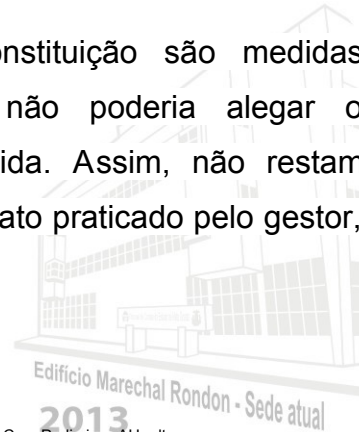 nstituição são medidas
não poderia alegar o
ida. Assim, não restam
ato praticado pelo gestor,
Edifício Marechal Rondon - Sede atual
2013